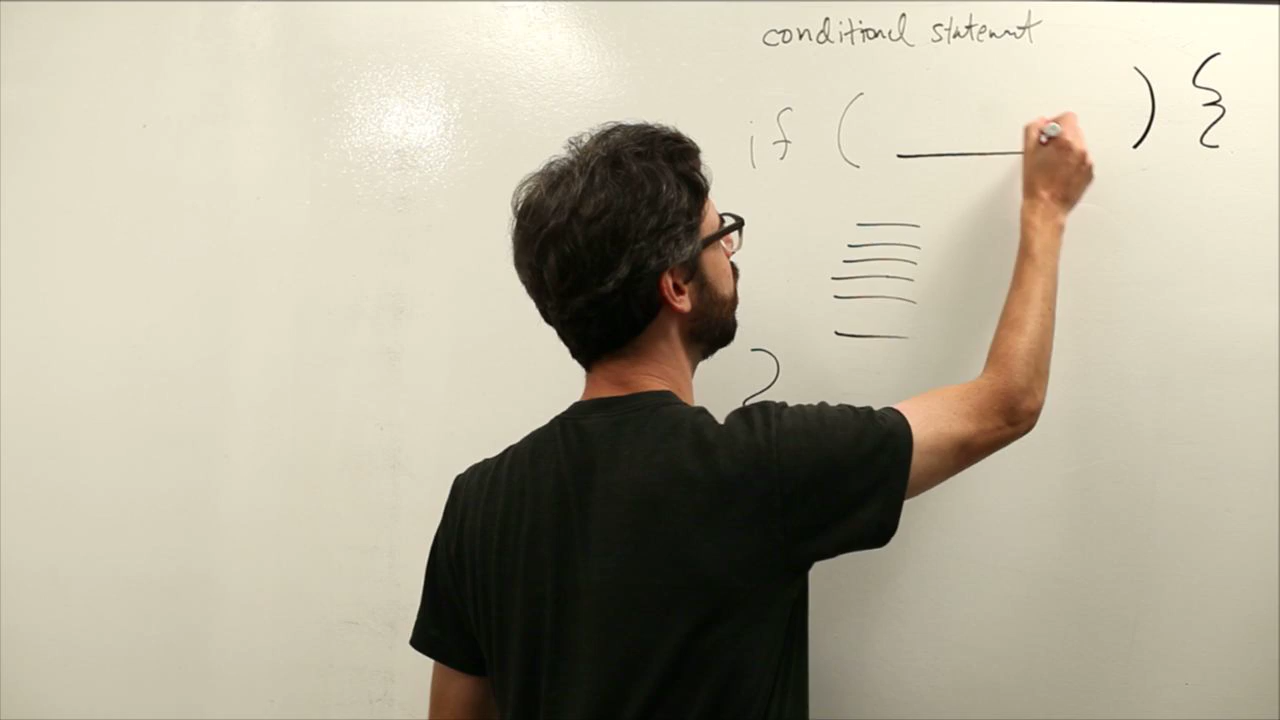 conditional statement
if ( ) {
}